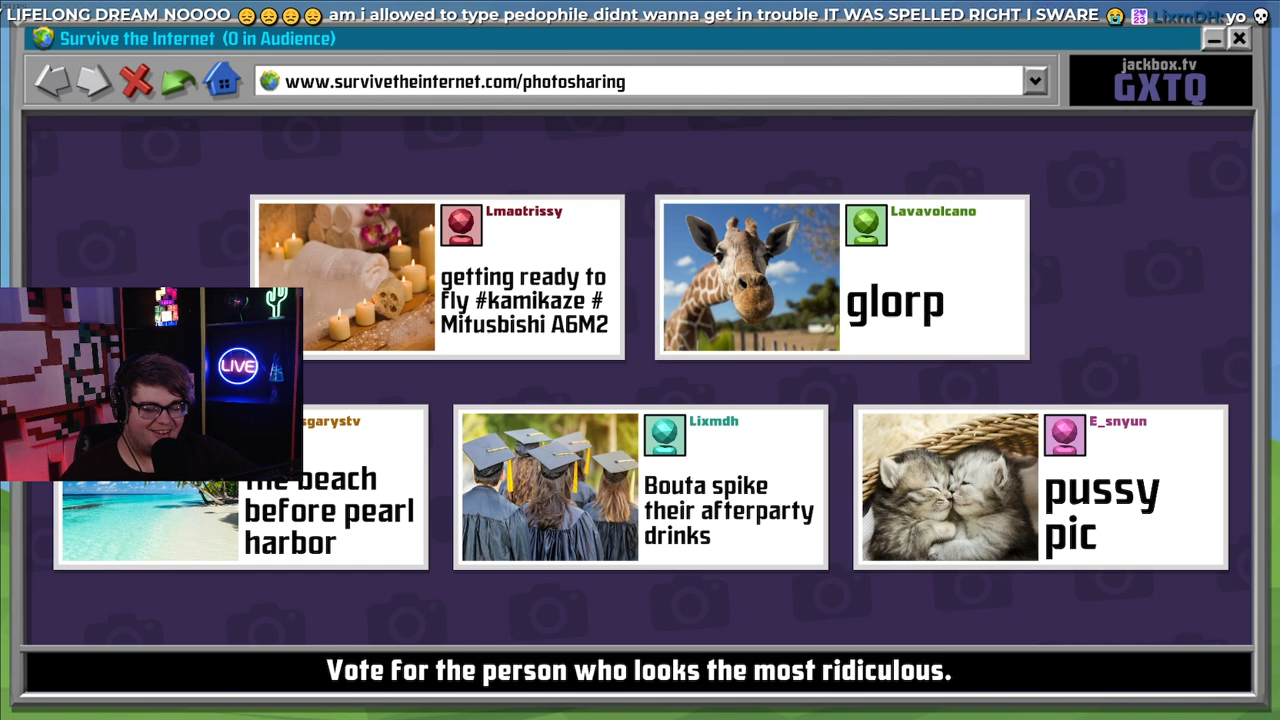 LIFELONG DREAM NOOOO 😔😔😔😔 am i allowed to type pedophile didnt wanna get in trouble IT WAS SPELLED RIGHT I SWARE 😭 LixmDH: yo 💀
Survive the Internet (0 in Audience)
www.survivetheinternet.com/photosharing
jackbox.tv
GXTQ
Lmaotrissy
getting ready to
fly #kamikaze #
Mitusbishi A6M2
Lavavolcano
glorp
LIVE
sgarystv
The beach
before pearl
harbor
Lixmdh
Bouta spike
their afterparty
drinks
E_snyun
pussy
pic
Vote for the person who looks the most ridiculous.